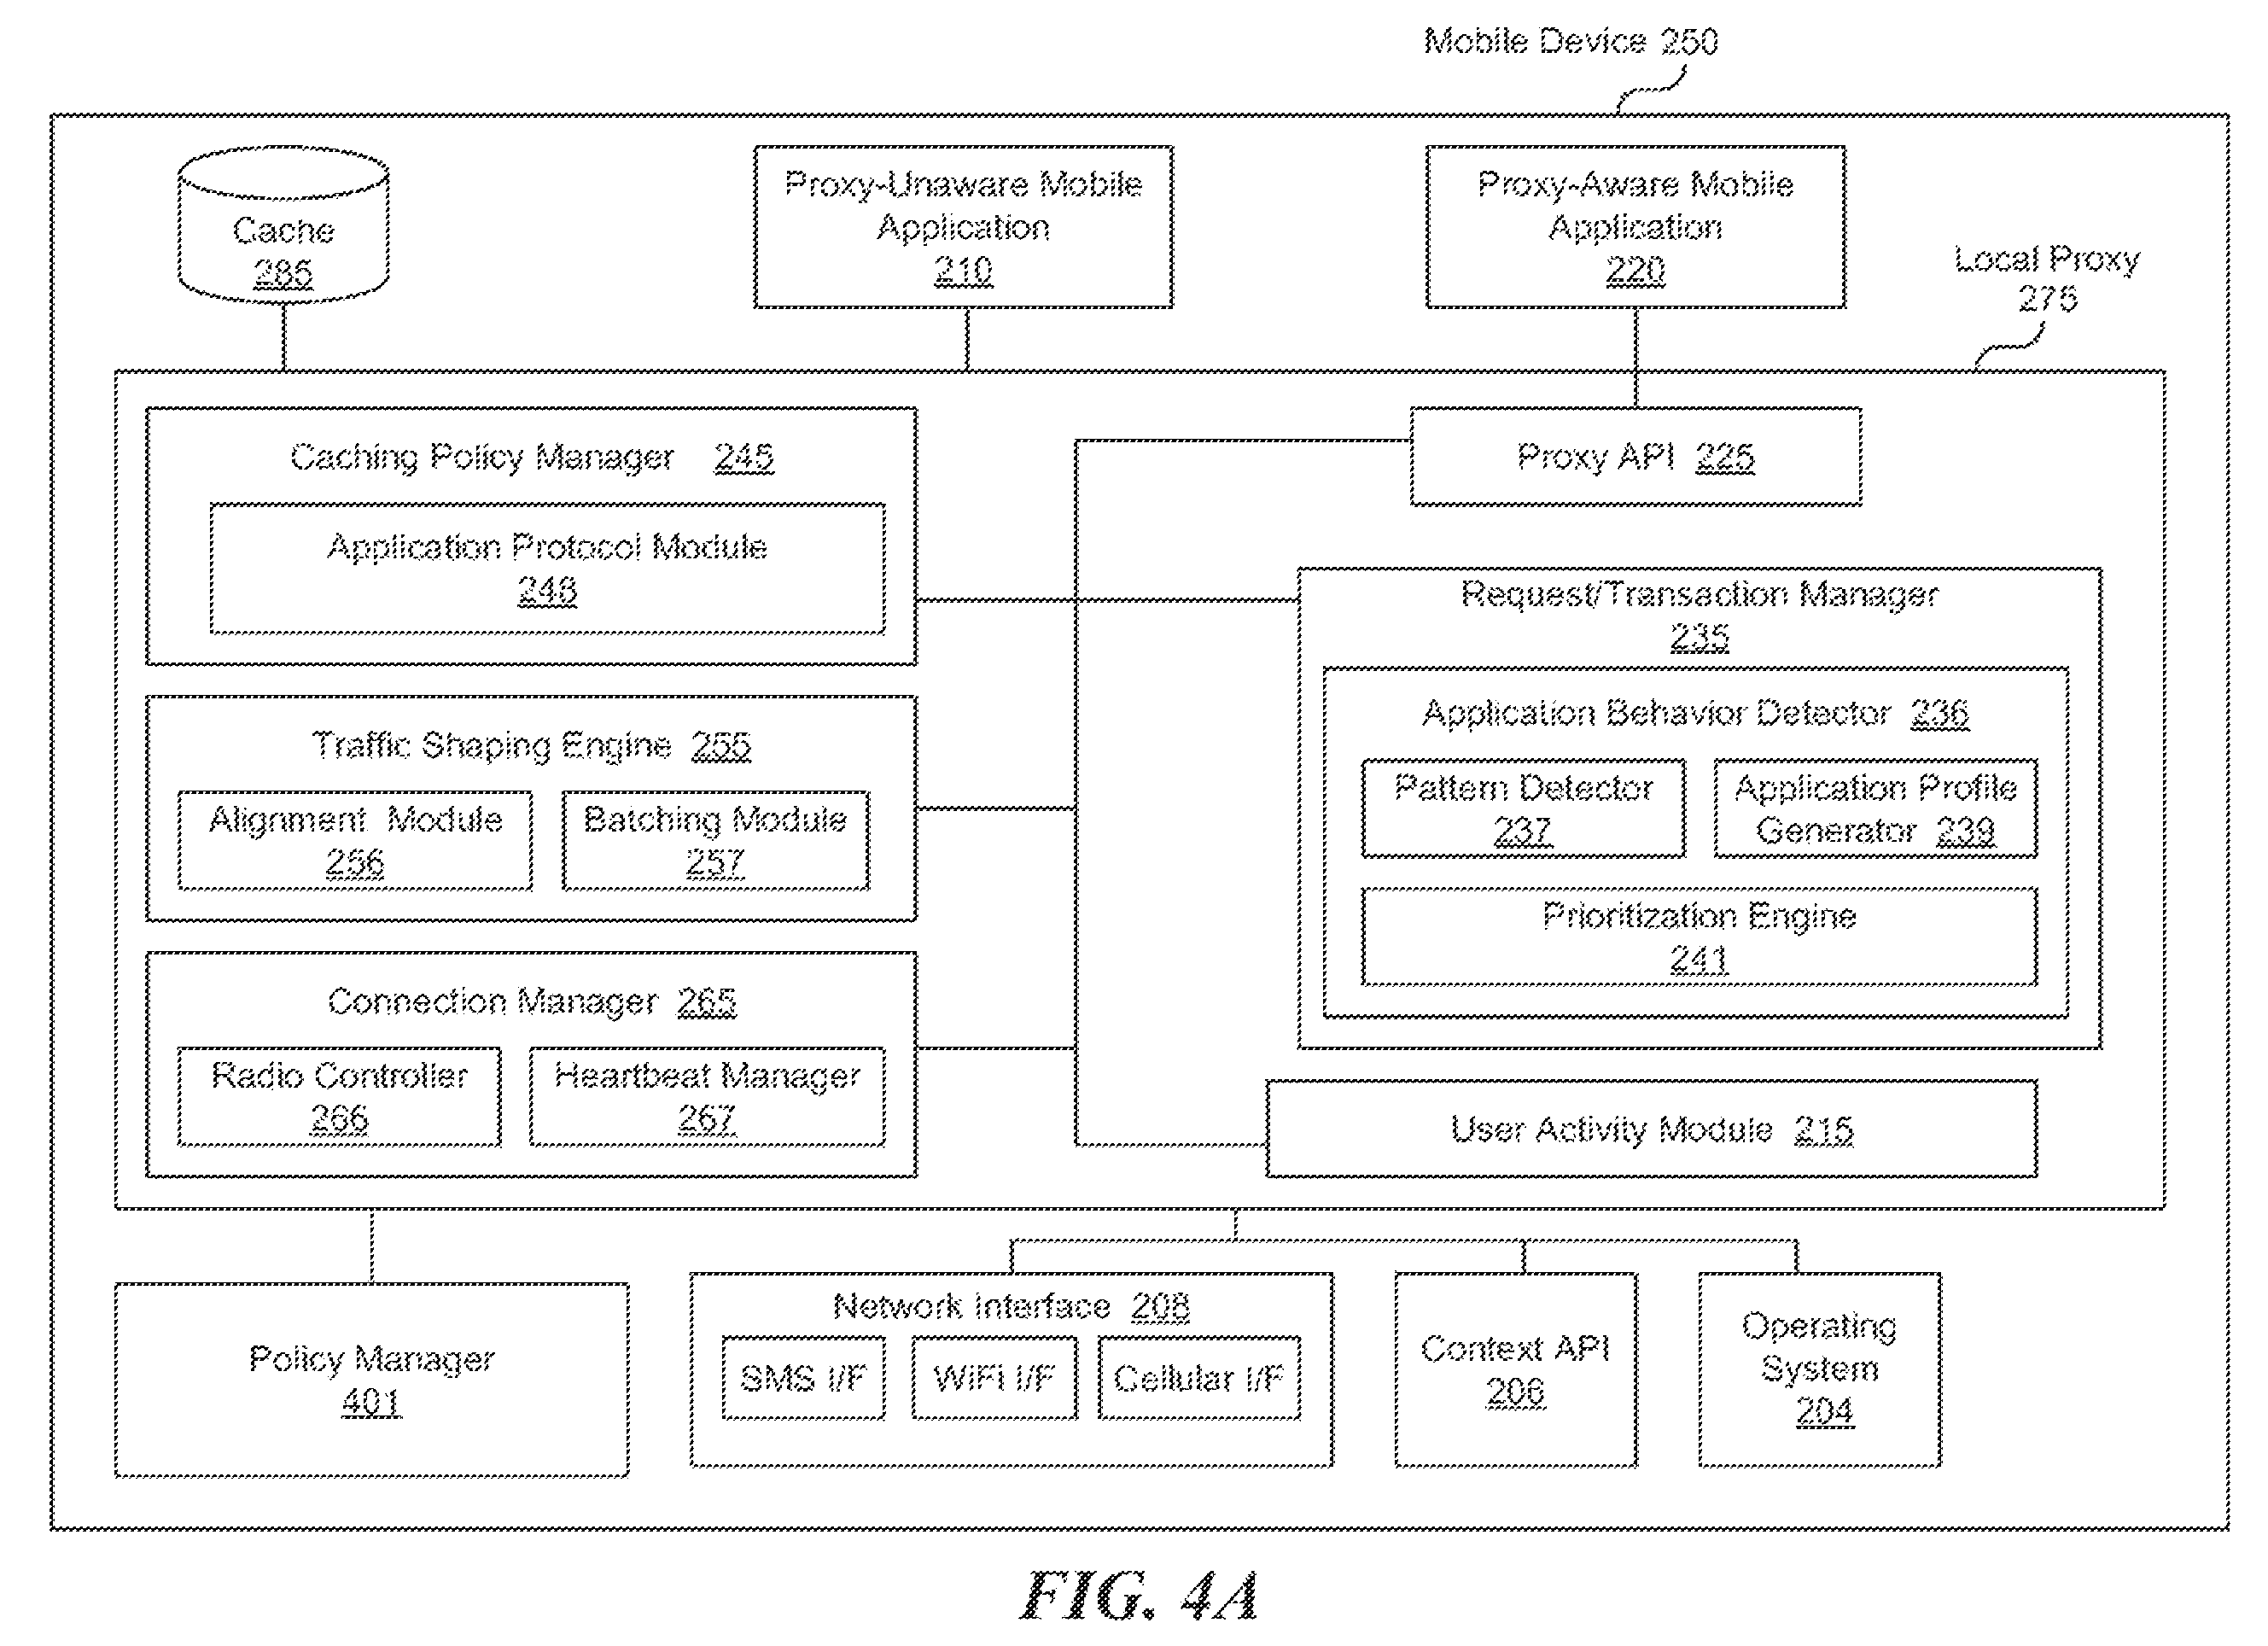 Mobile Device 250
Cache
285
Proxy-Unaware Mobile
Application
210
Proxy-Aware Mobile
Application
220
Local Proxy
275
Caching Policy Manager 245
Application Protocol Module
248
Proxy API 225
Request/Transaction Manager
235
Application Behavior Detector 236
Pattern Detector
237
Application Profile
Generator 239
Prioritization Engine
241
Traffic Shaping Engine 255
Alignment Module
256
Batching Module
257
Connection Manager 265
Radio Controller
266
Heartbeat Manager
267
User Activity Module 215
Policy Manager
401
Network Interface 208
SMS I/F
WiFi I/F
Cellular I/F
Context API
206
Operating
System
204
FIG. 4A